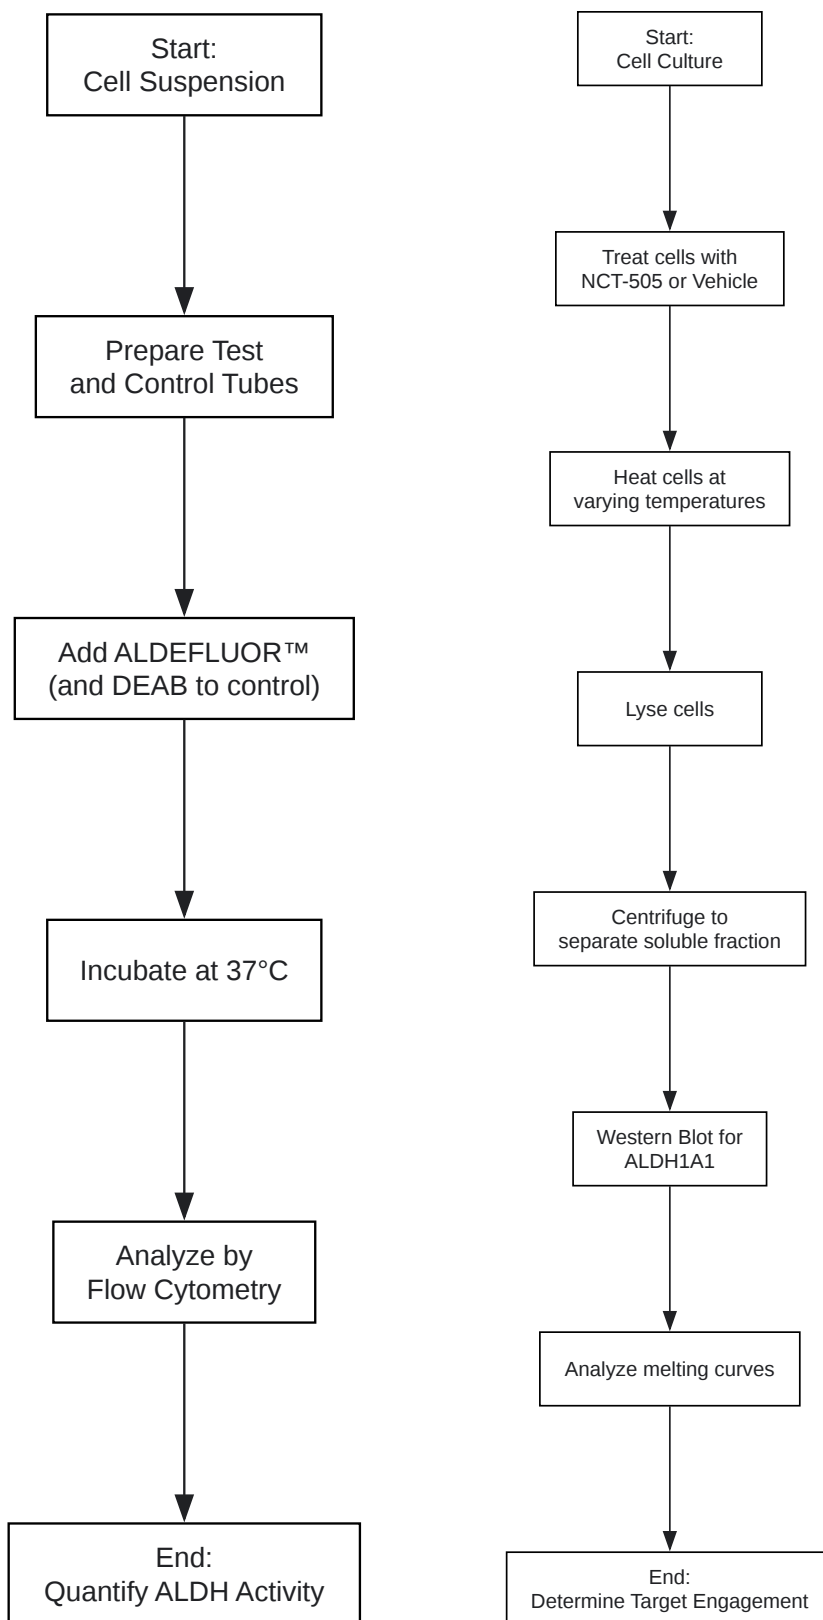 Start:
Cell Suspension
Prepare Test
and Control Tubes
Add ALDEFLUOR™
(and DEAB to control)
Incubate at 37°C
Analyze by
Flow Cytometry
End:
Quantify ALDH Activity
Start:
Cell Culture
Treat cells with
NCT-505 or Vehicle
Heat cells at
varying temperatures
Lyse cells
Centrifuge to
separate soluble fraction
Western Blot for
ALDH1A1
Analyze melting curves
End:
Determine Target Engagement